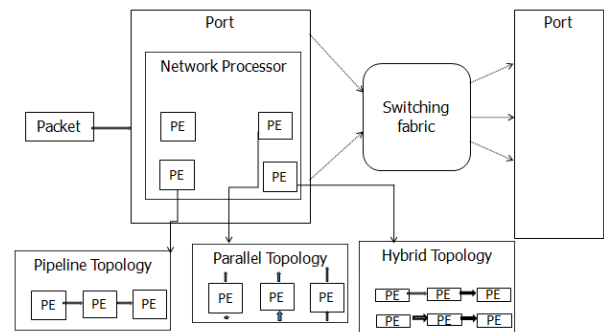 Port
Port
Network Processor
Packet
PE
PE
PE
PE
Switching
fabric
Pipeline Topology
PE
PE
PE
Parallel Topology
PE
PE
PE
Hybrid Topology
PE
PE
PE
PE
PE
PE